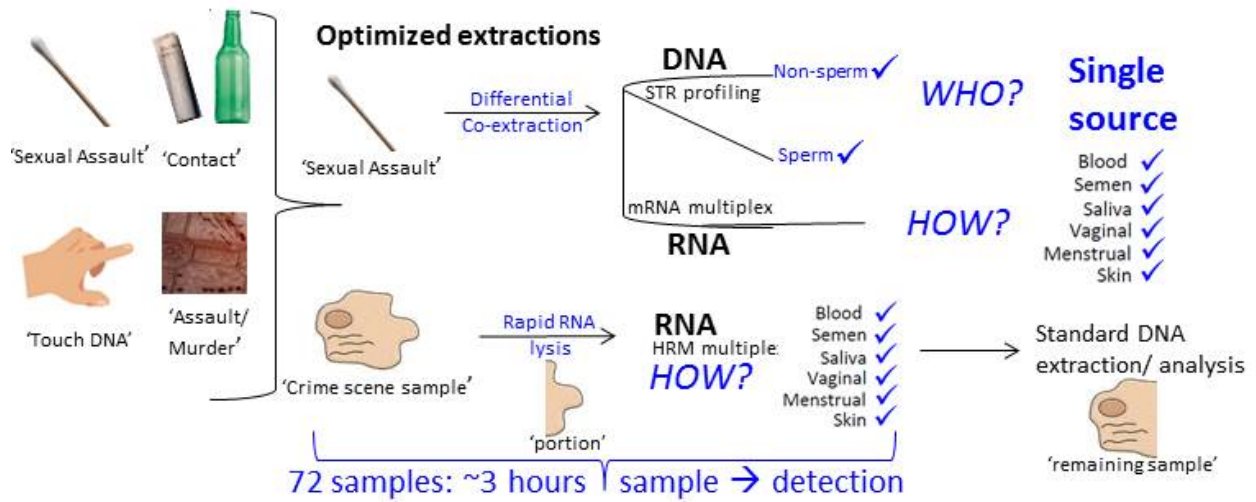 ‘Sexual Assault’
‘Contact’
‘Touch DNA’
‘Assault/
Murder’
Optimized extractions
‘Sexual Assault’
Differential
Co-extraction
DNA
STR profiling
Non-sperm ✓
Sperm ✓
mRNA multiplex
RNA
WHO?
HOW?
Single
source
Blood ✓
Semen ✓
Saliva ✓
Vaginal ✓
Menstrual ✓
Skin ✓
‘Crime scene sample’
Rapid RNA
lysis
‘portion’
RNA
HRM multiple
HOW?
Blood ✓
Semen ✓
Saliva ✓
Vaginal ✓
Menstrual ✓
Skin ✓
Standard DNA
extraction/ analysis
‘remaining sample’
72 samples: ~3 hours sample → detection